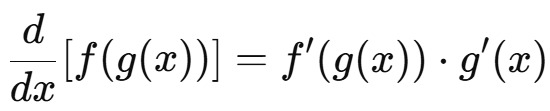 d/dx [f(g(x))] = f′(g(x)) · g′(x)